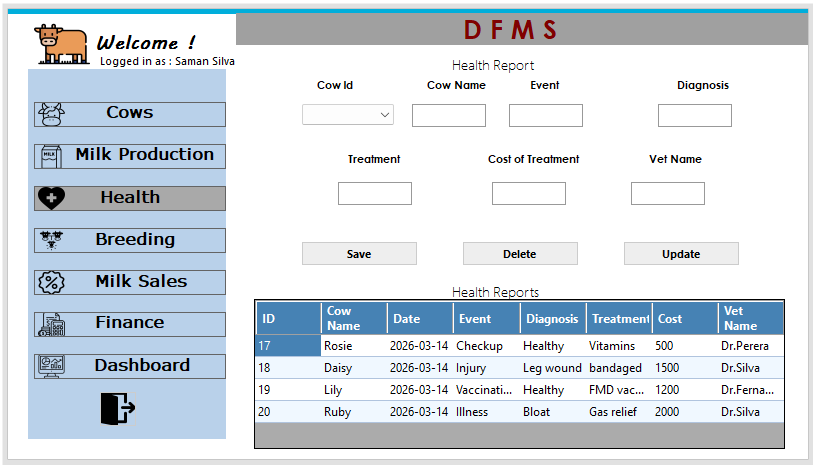 D F M S
Welcome !
Logged in as : Saman Silva
Cows
MILK
Milk Production
Health
Breeding
Milk Sales
Finance
Dashboard
Health Report
Cow Id Cow Name Event Diagnosis
Treatment Cost of Treatment Vet Name
Save Delete Update
Health Reports
ID Cow Name Date Event Diagnosis Treatment Cost Vet Name
17 Rosie 2026-03-14 Checkup Healthy Vitamins 500 Dr.Perera
18 Daisy 2026-03-14 Injury Leg wound bandaged 1500 Dr.Silva
19 Lily 2026-03-14 Vaccinati... Healthy FMD vac... 1200 Dr.Ferna...
20 Ruby 2026-03-14 Illness Bloat Gas relief 2000 Dr.Silva